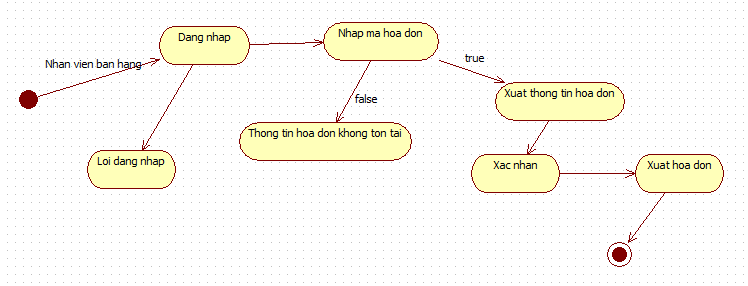 Dang nhap
Nhap ma hoa don
Nhan vien ban hang
true
Xuat thong tin hoa don
false
Thong tin hoa don khong ton tai
Loi dang nhap
Xac nhan
Xuat hoa don